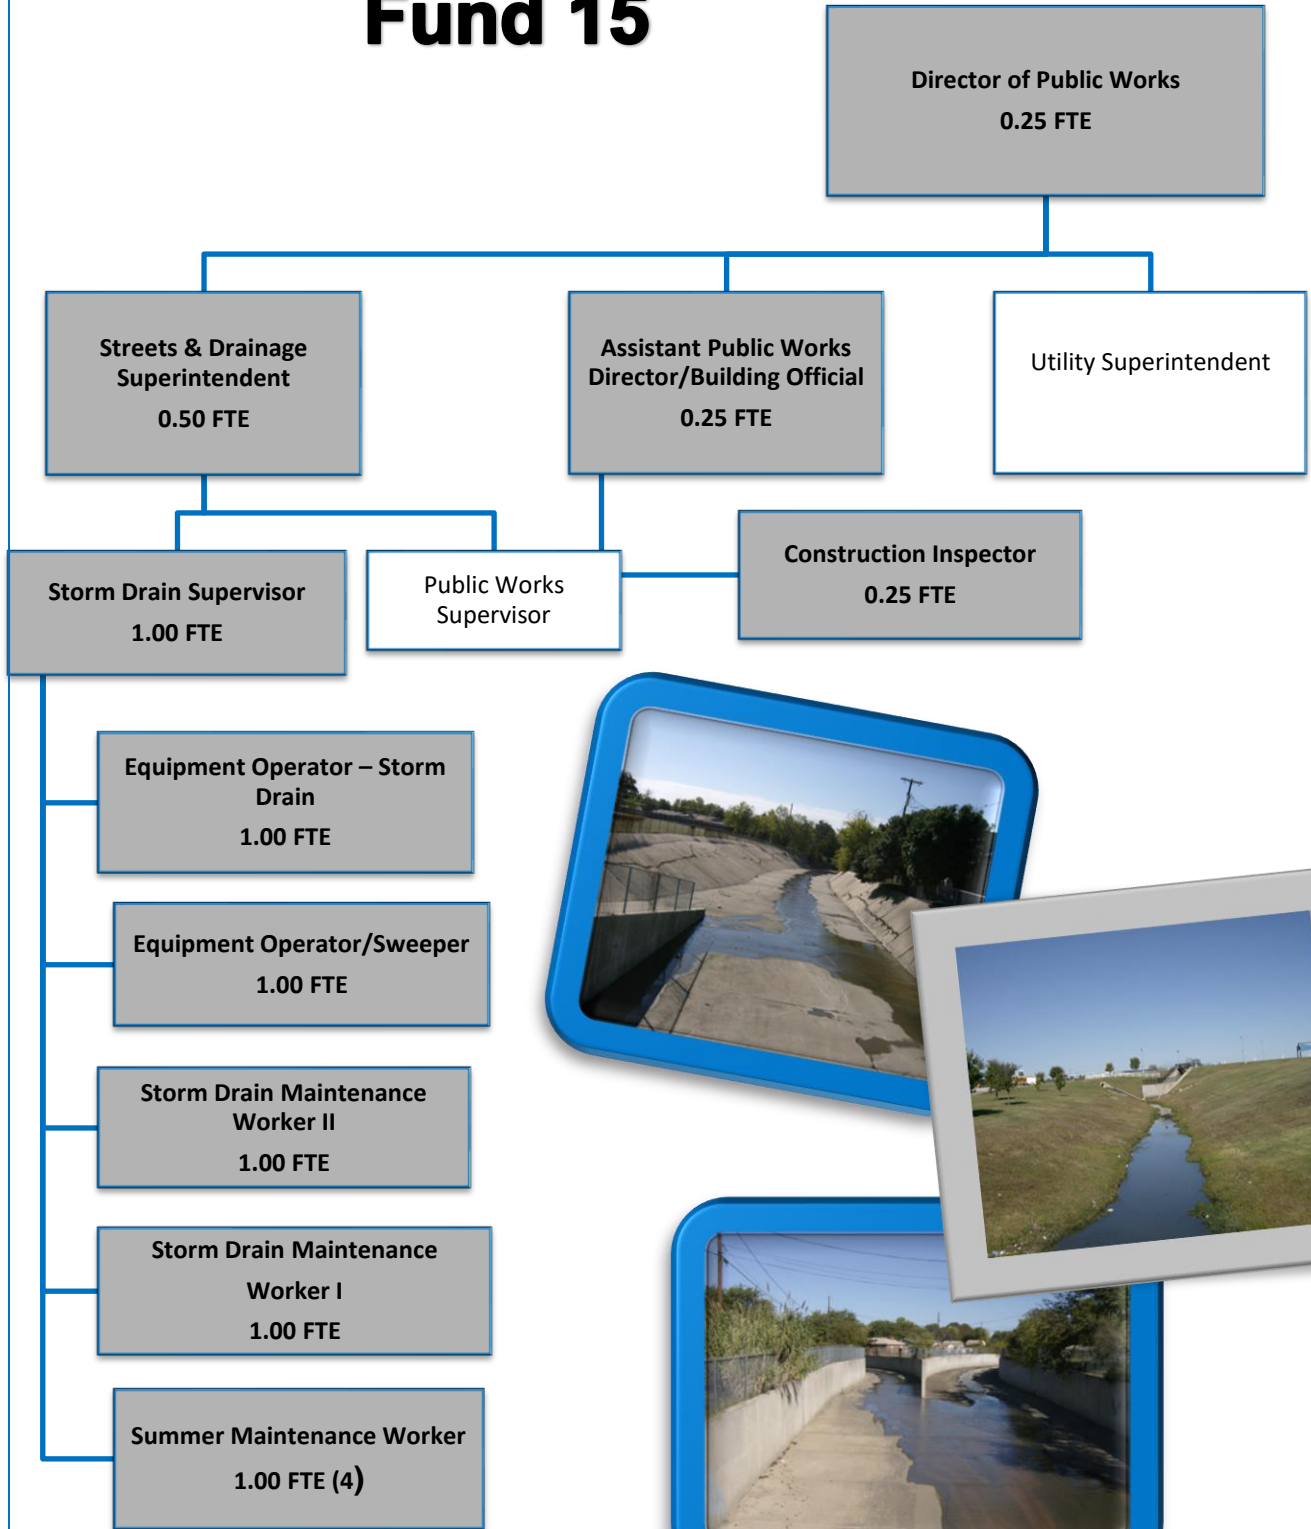 Fund 15
Director of Public Works
0.25 FTE
Streets & Drainage
Superintendent
0.50 FTE
Assistant Public Works
Director/Building Official
0.25 FTE
Utility Superintendent
Storm Drain Supervisor
1.00 FTE
Public Works
Supervisor
Construction Inspector
0.25 FTE
Equipment Operator – Storm
Drain
1.00 FTE
Equipment Operator/Sweeper
1.00 FTE
Storm Drain Maintenance
Worker II
1.00 FTE
Storm Drain Maintenance
Worker I
1.00 FTE
Summer Maintenance Worker
1.00 FTE (4)